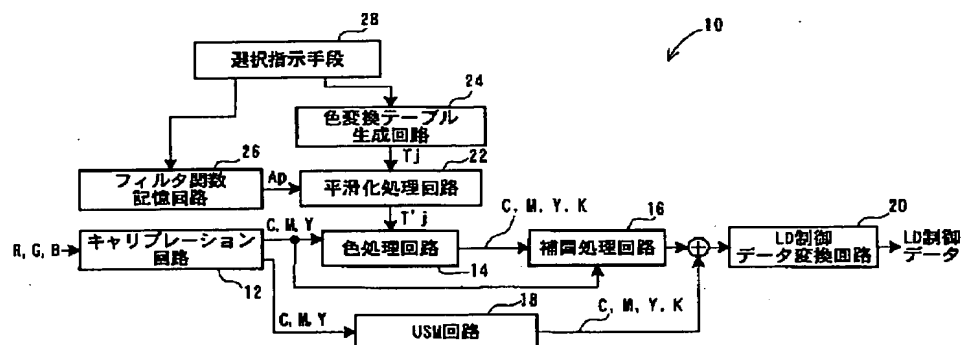 28
選択指示手段
10
24
色変換テーブル
生成回路
26
Tj
22
フィルタ関数
記憶回路
Ap
平滑化処理回路
T'j
C, M, Y, K
16
20
R, G, B
キャリブレーション
回路
C, M, Y
色処理回路
補間処理回路
LD制御
データ変換回路
LD制御
データ
12
14
C, M, Y
18
USM回路
C, M, Y, K